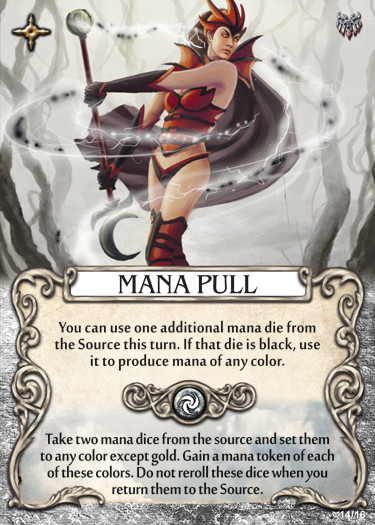 MANA PULL
You can use one additional mana die from
the Source this turn. If that die is black, use
it to produce mana of any color.
Take two mana dice from the source and set them
to any color except gold. Gain a mana token of each
of these colors. Do not reroll these dice when you
return them to the Source.
14/16